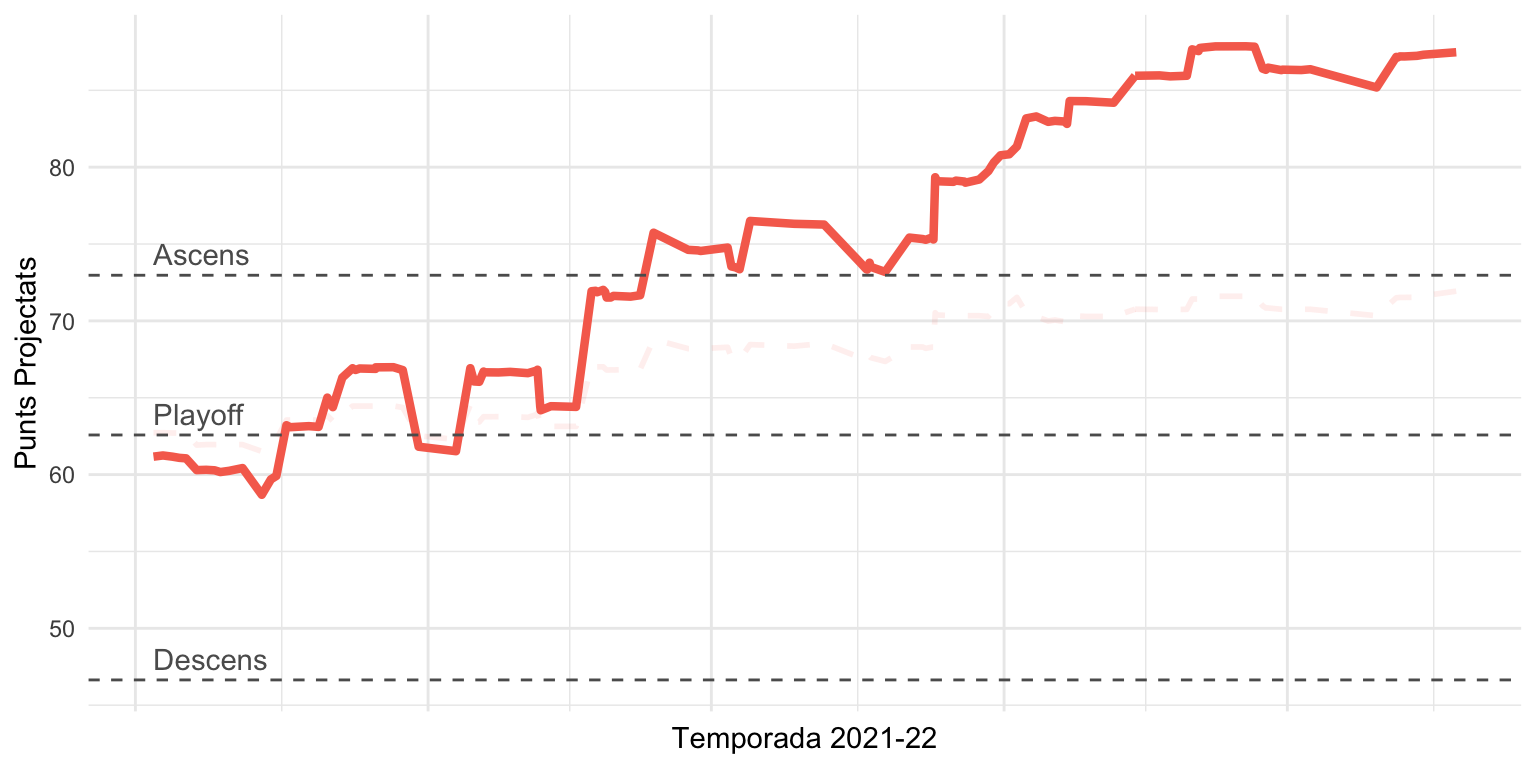 80
Ascens
70
Playoff
60
50
Descens
Punts Projectats
Temporada 2021-22